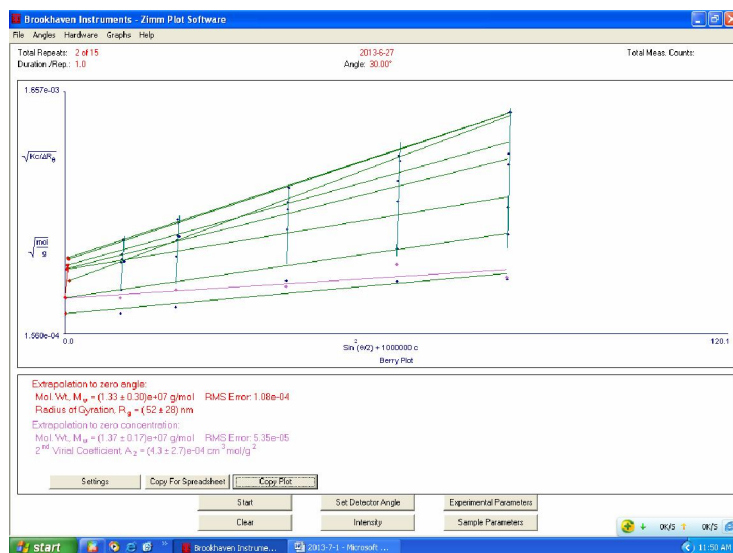 Brookhaven Instruments - Zimm Plot Software
File Angles Hardware Graphs Help
Total Repeats: 2 of 15
2013-6-27
Total Meas. Counts:
Duration /Rep.: 1.0
Angle: 30.00°
1.657e-03
√Kc/ΔRθ
√mol/g
1.560e-04
0.0
120.1
Sin²(θ/2) + 1000000 c
Berry Plot
Extrapolation to zero angle:
Mol. Wt., Mw = (1.33 ± 0.30)e+07 g/mol RMS Error: 1.08e-04
Radius of Gyration, Rg = ( 52 ± 28) nm
Extrapolation to zero concentration:
Mol. Wt., Mw = (1.37 ± 0.17)e+07 g/mol RMS Error: 5.35e-05
2nd Virial Coefficient, A2 = (4.3 ± 2.7)e-04 cm³mol/g²
Settings Copy For Spreadsheet Copy Plot
Start Set Detector Angle Experimental Parameters
Clear Intensity Sample Parameters
0K/S 0K/S
start
»
Brookhaven Instrume...
2013-7-1 - Microsoft ...
11:50 AM